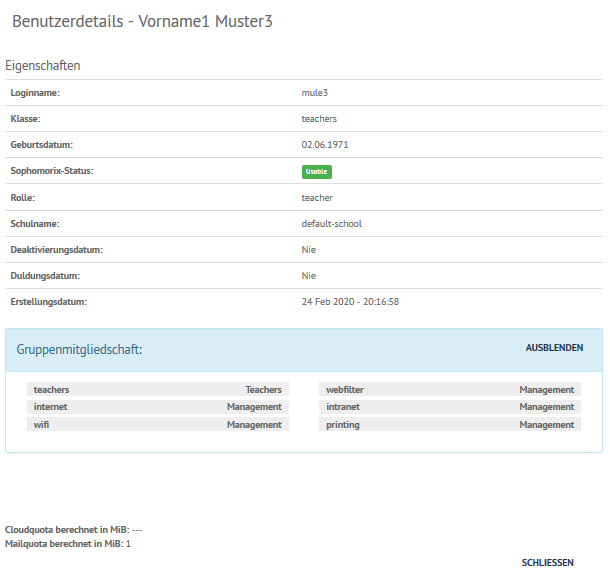 Benutzerdetails - Vorname1 Muster3
Eigenschaften
Loginname: mule3
Klasse: teachers
Geburtsdatum: 02.06.1971
Sophomorix-Status: Usable
Rolle: teacher
Schulname: default-school
Deaktivierungsdatum: Nie
Duldungsdatum: Nie
Erstellungsdatum: 24 Feb 2020 - 20:16:58
Gruppenmitgliedschaft: AUSBLENDEN
teachers Teachers webfilter Management
internet Management intranet Management
wifi Management printing Management
Cloudquota berechnet in MiB: ---
Mailquota berechnet in MiB: 1
SCHLIESSEN